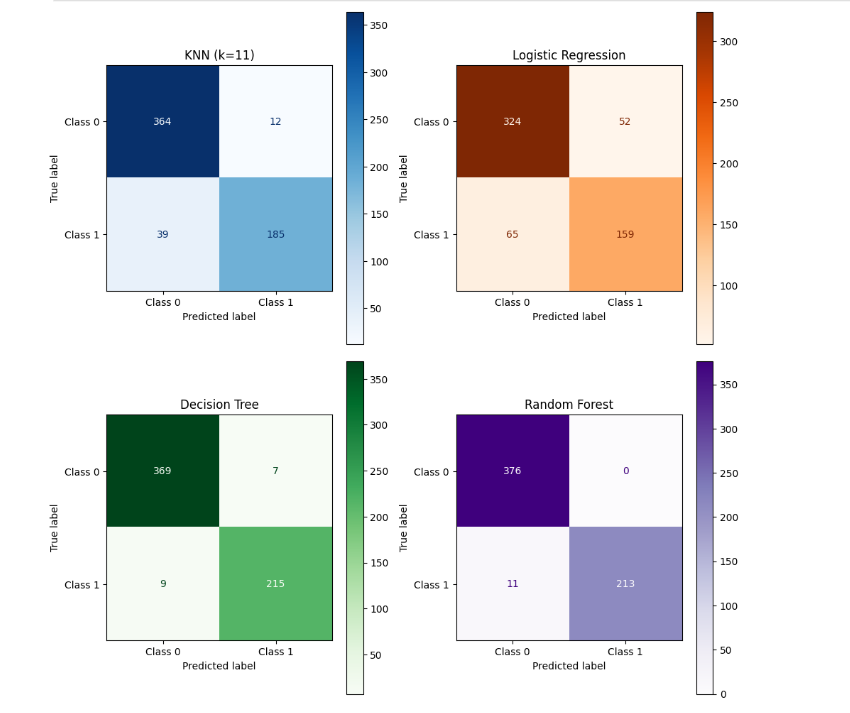 KNN (k=11)
True label
Class 0
364
12
Class 1
39
185
Class 0
Class 1
Predicted label
350
300
250
200
150
100
50
Logistic Regression
True label
Class 0
324
52
Class 1
65
159
Class 0
Class 1
Predicted label
300
250
200
150
100
Decision Tree
True label
Class 0
369
7
Class 1
9
215
Class 0
Class 1
Predicted label
350
300
250
200
150
100
50
Random Forest
True label
Class 0
376
0
Class 1
11
213
Class 0
Class 1
Predicted label
350
300
250
200
150
100
50
0